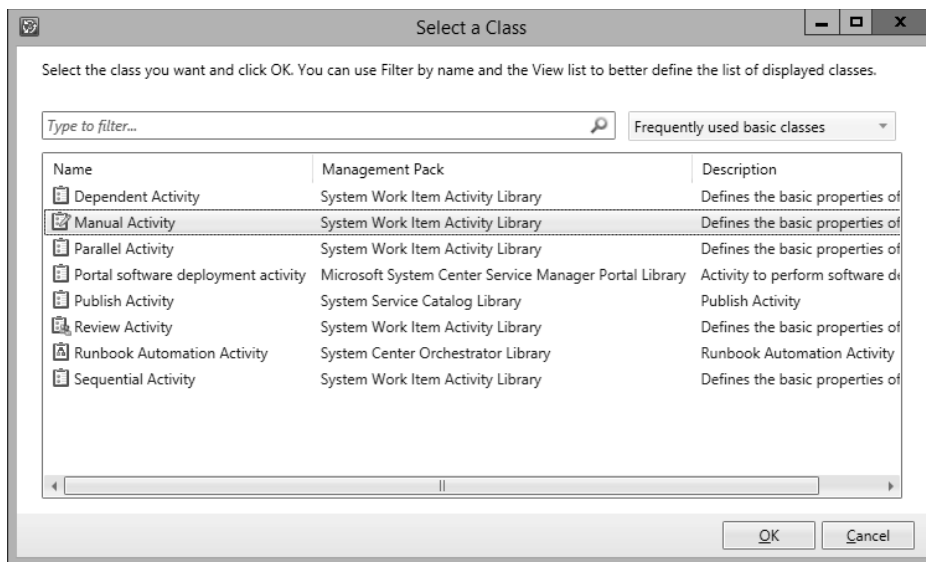 Select a Class
Select the class you want and click OK. You can use Filter by name and the View list to better define the list of displayed classes.
Type to filter... Frequently used basic classes
Name Management Pack Description
Dependent Activity System Work Item Activity Library Defines the basic properties of
Manual Activity System Work Item Activity Library Defines the basic properties of
Parallel Activity System Work Item Activity Library Defines the basic properties of
Portal software deployment activity Microsoft System Center Service Manager Portal Library Activity to perform software de
Publish Activity System Service Catalog Library Publish Activity
Review Activity System Work Item Activity Library Defines the basic properties of
Runbook Automation Activity System Center Orchestrator Library Runbook Automation Activity
Sequential Activity System Work Item Activity Library Defines the basic properties of
OK Cancel